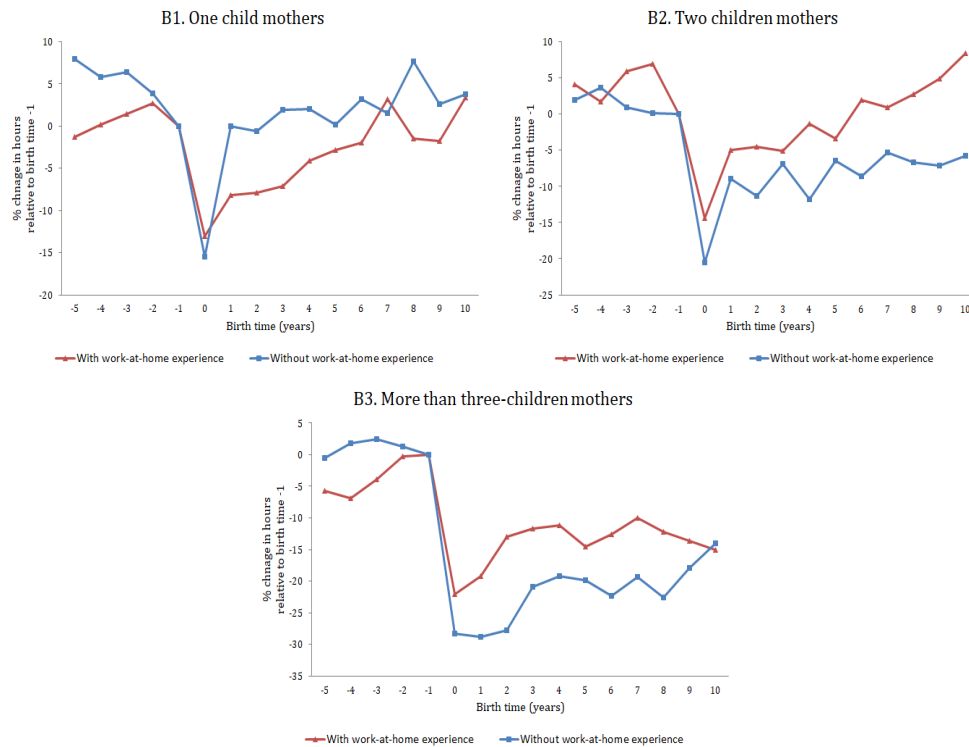 B1. One child mothers
% chnage in hours
relative to birth time -1
10
5
0
-5
-10
-15
-20
-5 -4 -3 -2 -1 0 1 2 3 4 5 6 7 8 9 10
Birth time (years)
With work-at-home experience Without work-at-home experience
B2. Two children mothers
% chnage in hours
relative to birth time -1
10
5
0
-5
-10
-15
-20
-25
-5 -4 -3 -2 -1 0 1 2 3 4 5 6 7 8 9 10
Birth time (years)
With work-at-home experience Without work-at-home experience
B3. More than three-children mothers
% chnage in hours
relative to birth time -1
5
0
-5
-10
-15
-20
-25
-30
-35
-5 -4 -3 -2 -1 0 1 2 3 4 5 6 7 8 9 10
Birth time (years)
With work-at-home experience Without work-at-home experience